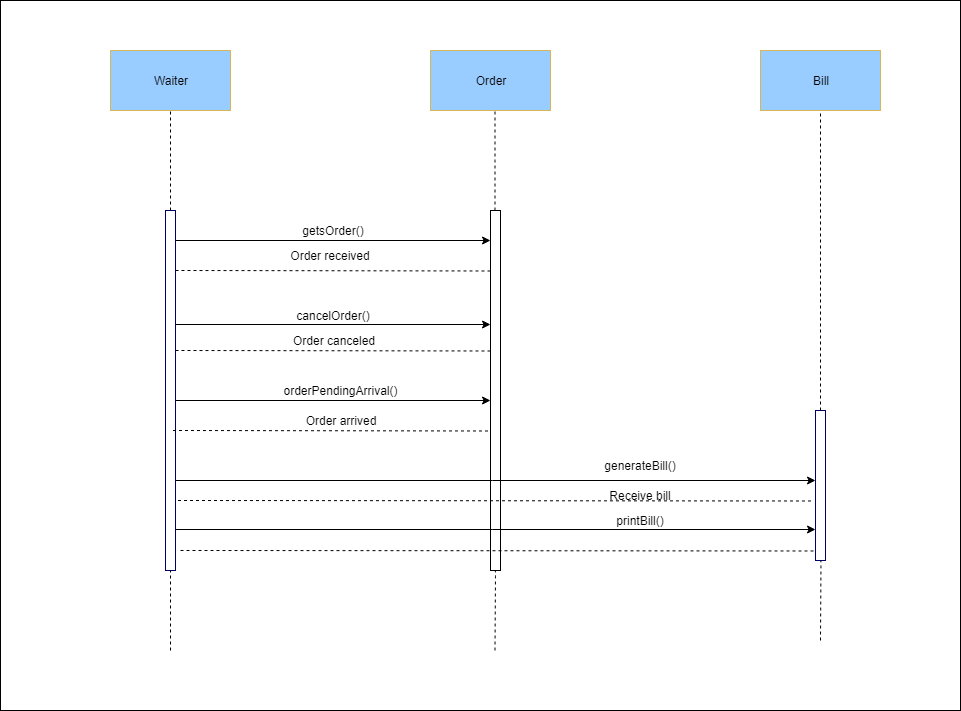 Waiter
Order
Bill
getsOrder()
Order received
cancelOrder()
Order canceled
orderPendingArrival()
Order arrived
generateBill()
Receive bill
printBill()